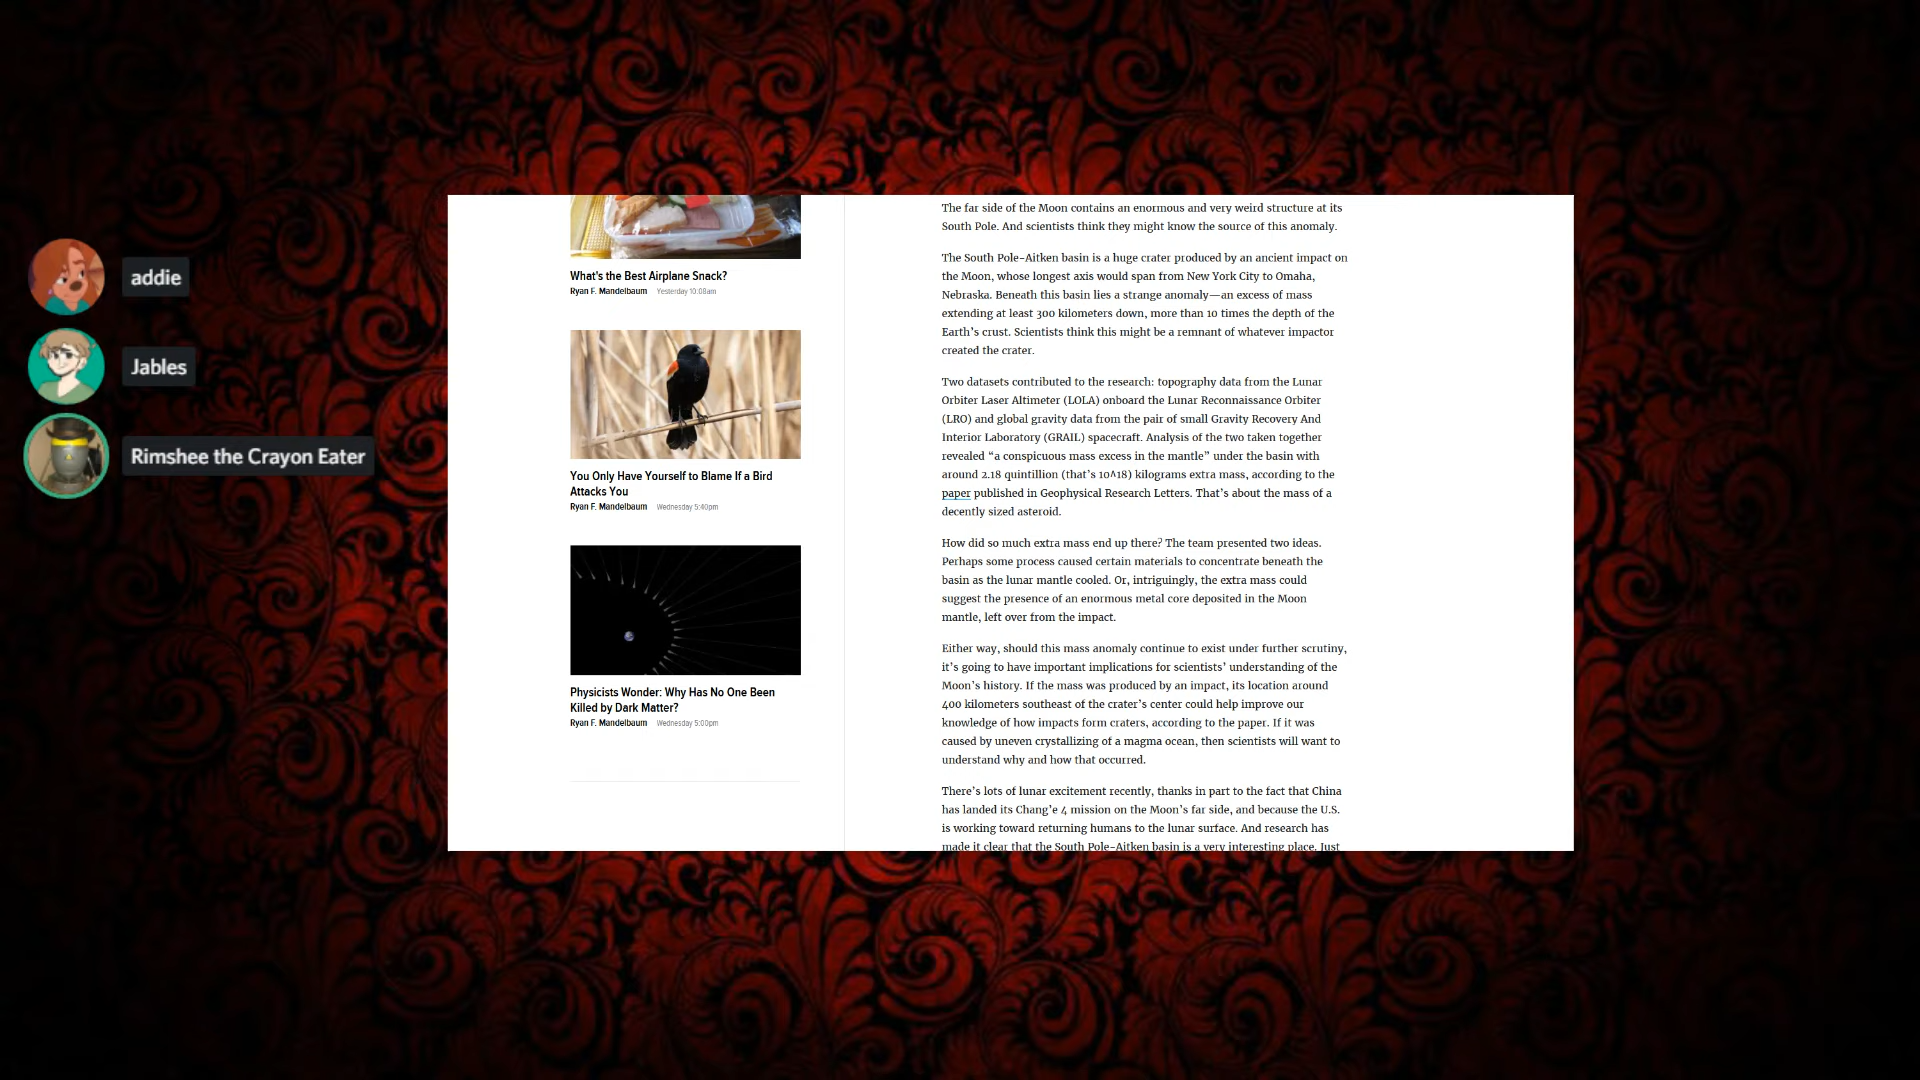 addie
Jables
Rimshee the Crayon Eater
What's the Best Airplane Snack?
Ryan F. Mandelbaum Yesterday 10:08am
You Only Have Yourself to Blame If a Bird
Attacks You
Ryan F. Mandelbaum Wednesday 5:40pm
Physicists Wonder: Why Has No One Been
Killed by Dark Matter?
Ryan F. Mandelbaum Wednesday 5:00pm
The far side of the Moon contains an enormous and very weird structure at its
South Pole. And scientists think they might know the source of this anomaly.
The South Pole–Aitken basin is a huge crater produced by an ancient impact on
the Moon, whose longest axis would span from New York City to Omaha,
Nebraska. Beneath this basin lies a strange anomaly—an excess of mass
extending at least 300 kilometers down, more than 10 times the depth of the
Earth’s crust. Scientists think this might be a remnant of whatever impactor
created the crater.
Two datasets contributed to the research: topography data from the Lunar
Orbiter Laser Altimeter (LOLA) onboard the Lunar Reconnaissance Orbiter
(LRO) and global gravity data from the pair of small Gravity Recovery And
Interior Laboratory (GRAIL) spacecraft. Analysis of the two taken together
revealed “a conspicuous mass excess in the mantle” under the basin with
around 2.18 quintillion (that’s 10^18) kilograms extra mass, according to the
paper published in Geophysical Research Letters. That’s about the mass of a
decently sized asteroid.
How did so much extra mass end up there? The team presented two ideas.
Perhaps some process caused certain materials to concentrate beneath the
basin as the lunar mantle cooled. Or, intriguingly, the extra mass could
suggest the presence of an enormous metal core deposited in the Moon
mantle, left over from the impact.
Either way, should this mass anomaly continue to exist under further scrutiny,
it’s going to have important implications for scientists’ understanding of the
Moon’s history. If the mass was produced by an impact, its location around
400 kilometers southeast of the crater’s center could help improve our
knowledge of how impacts form craters, according to the paper. If it was
caused by uneven crystallizing of a magma ocean, then scientists will want to
understand why and how that occurred.
There’s lots of lunar excitement recently, thanks in part to the fact that China
has landed its Chang’e 4 mission on the Moon’s far side, and because the U.S.
is working toward returning humans to the lunar surface. And research has
made it clear that the South Pole–Aitken basin is a very interesting place. Just